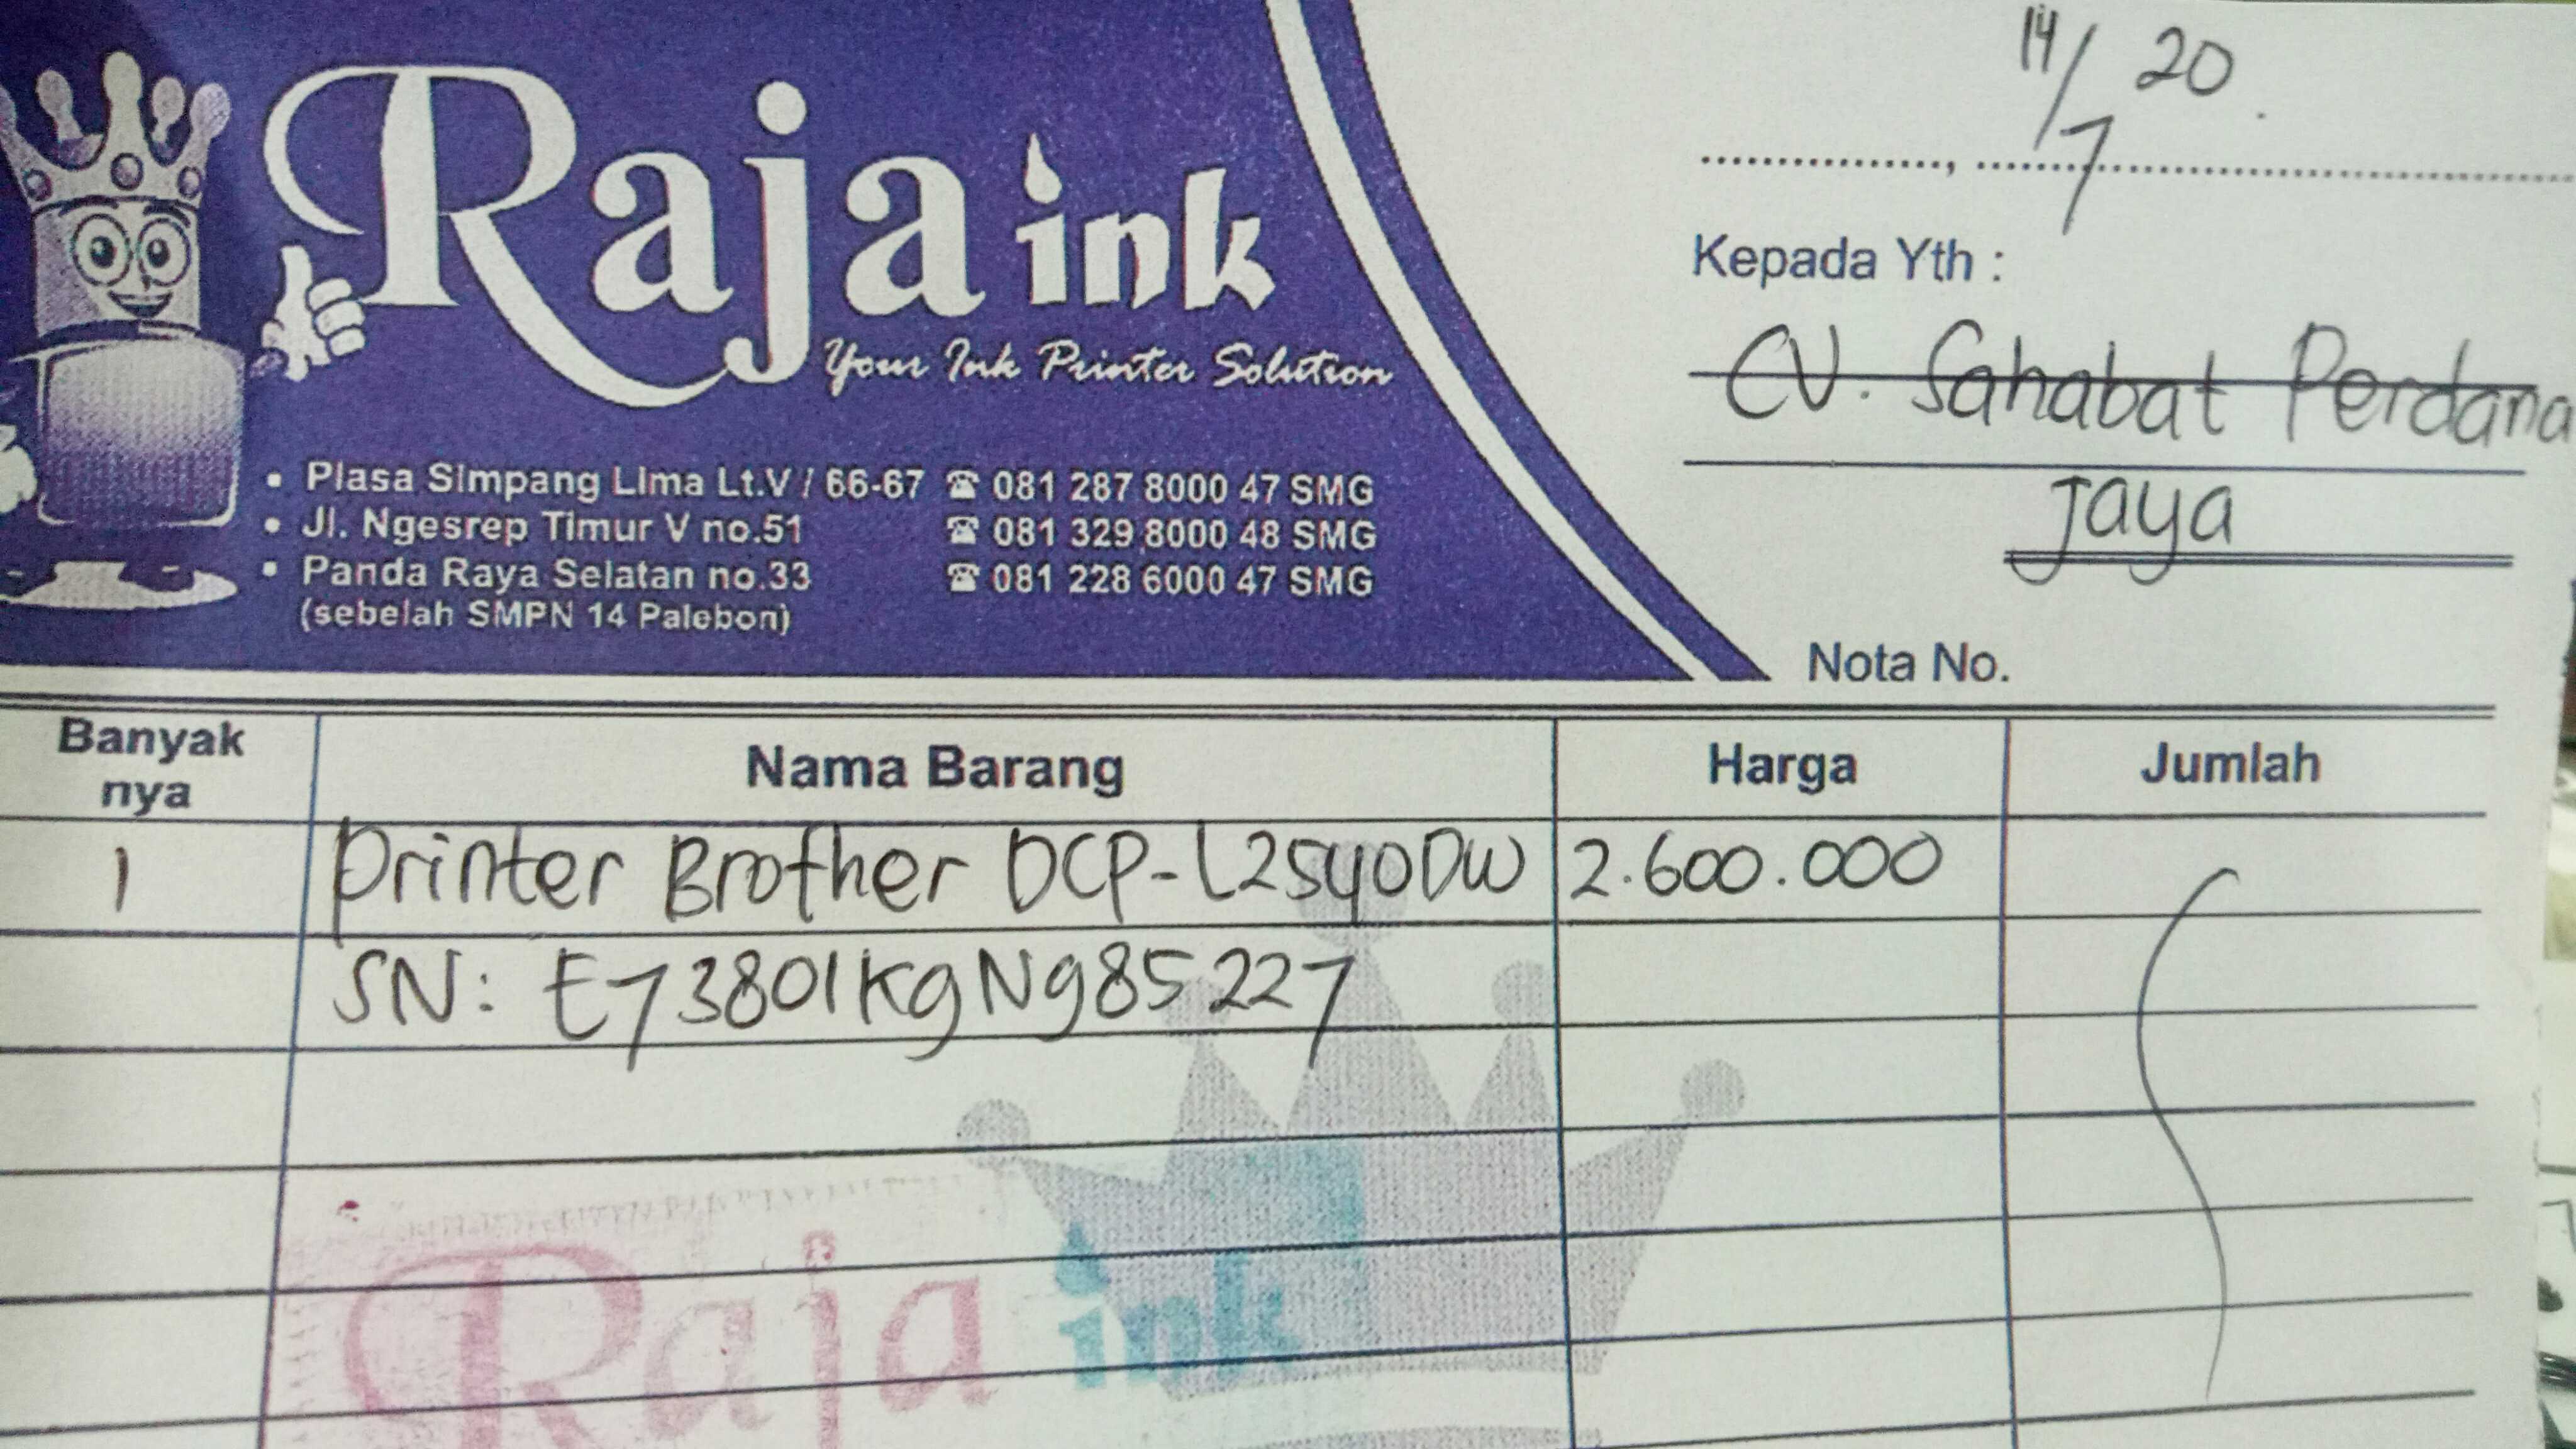 Raja ink
Your Ink Printer Solution
• Plasa Simpang Lima Lt.V / 66-67 ☎ 081 287 8000 47 SMG
• Jl. Ngesrep Timur V no.51 ☎ 081 329 8000 48 SMG
• Panda Raya Selatan no.33 ☎ 081 228 6000 47 SMG
(sebelah SMPN 14 Palebon)
14/7 20.
Kepada Yth :
CV. Sahabat Perdana
Jaya
Nota No.
Banyak nya Nama Barang Harga Jumlah
1 Printer Brother DCP-L2540DW 2.600.000
SN: E73801K9N985227
Raja ink